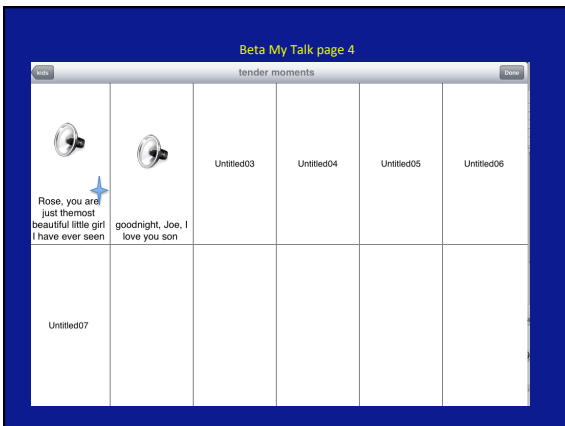 Beta My Talk page 4
kids
tender moments
Done
Rose, you are
just themost
beautiful little girl
I have ever seen
goodnight, Joe, I
love you son
Untitled03
Untitled04
Untitled05
Untitled06
Untitled07